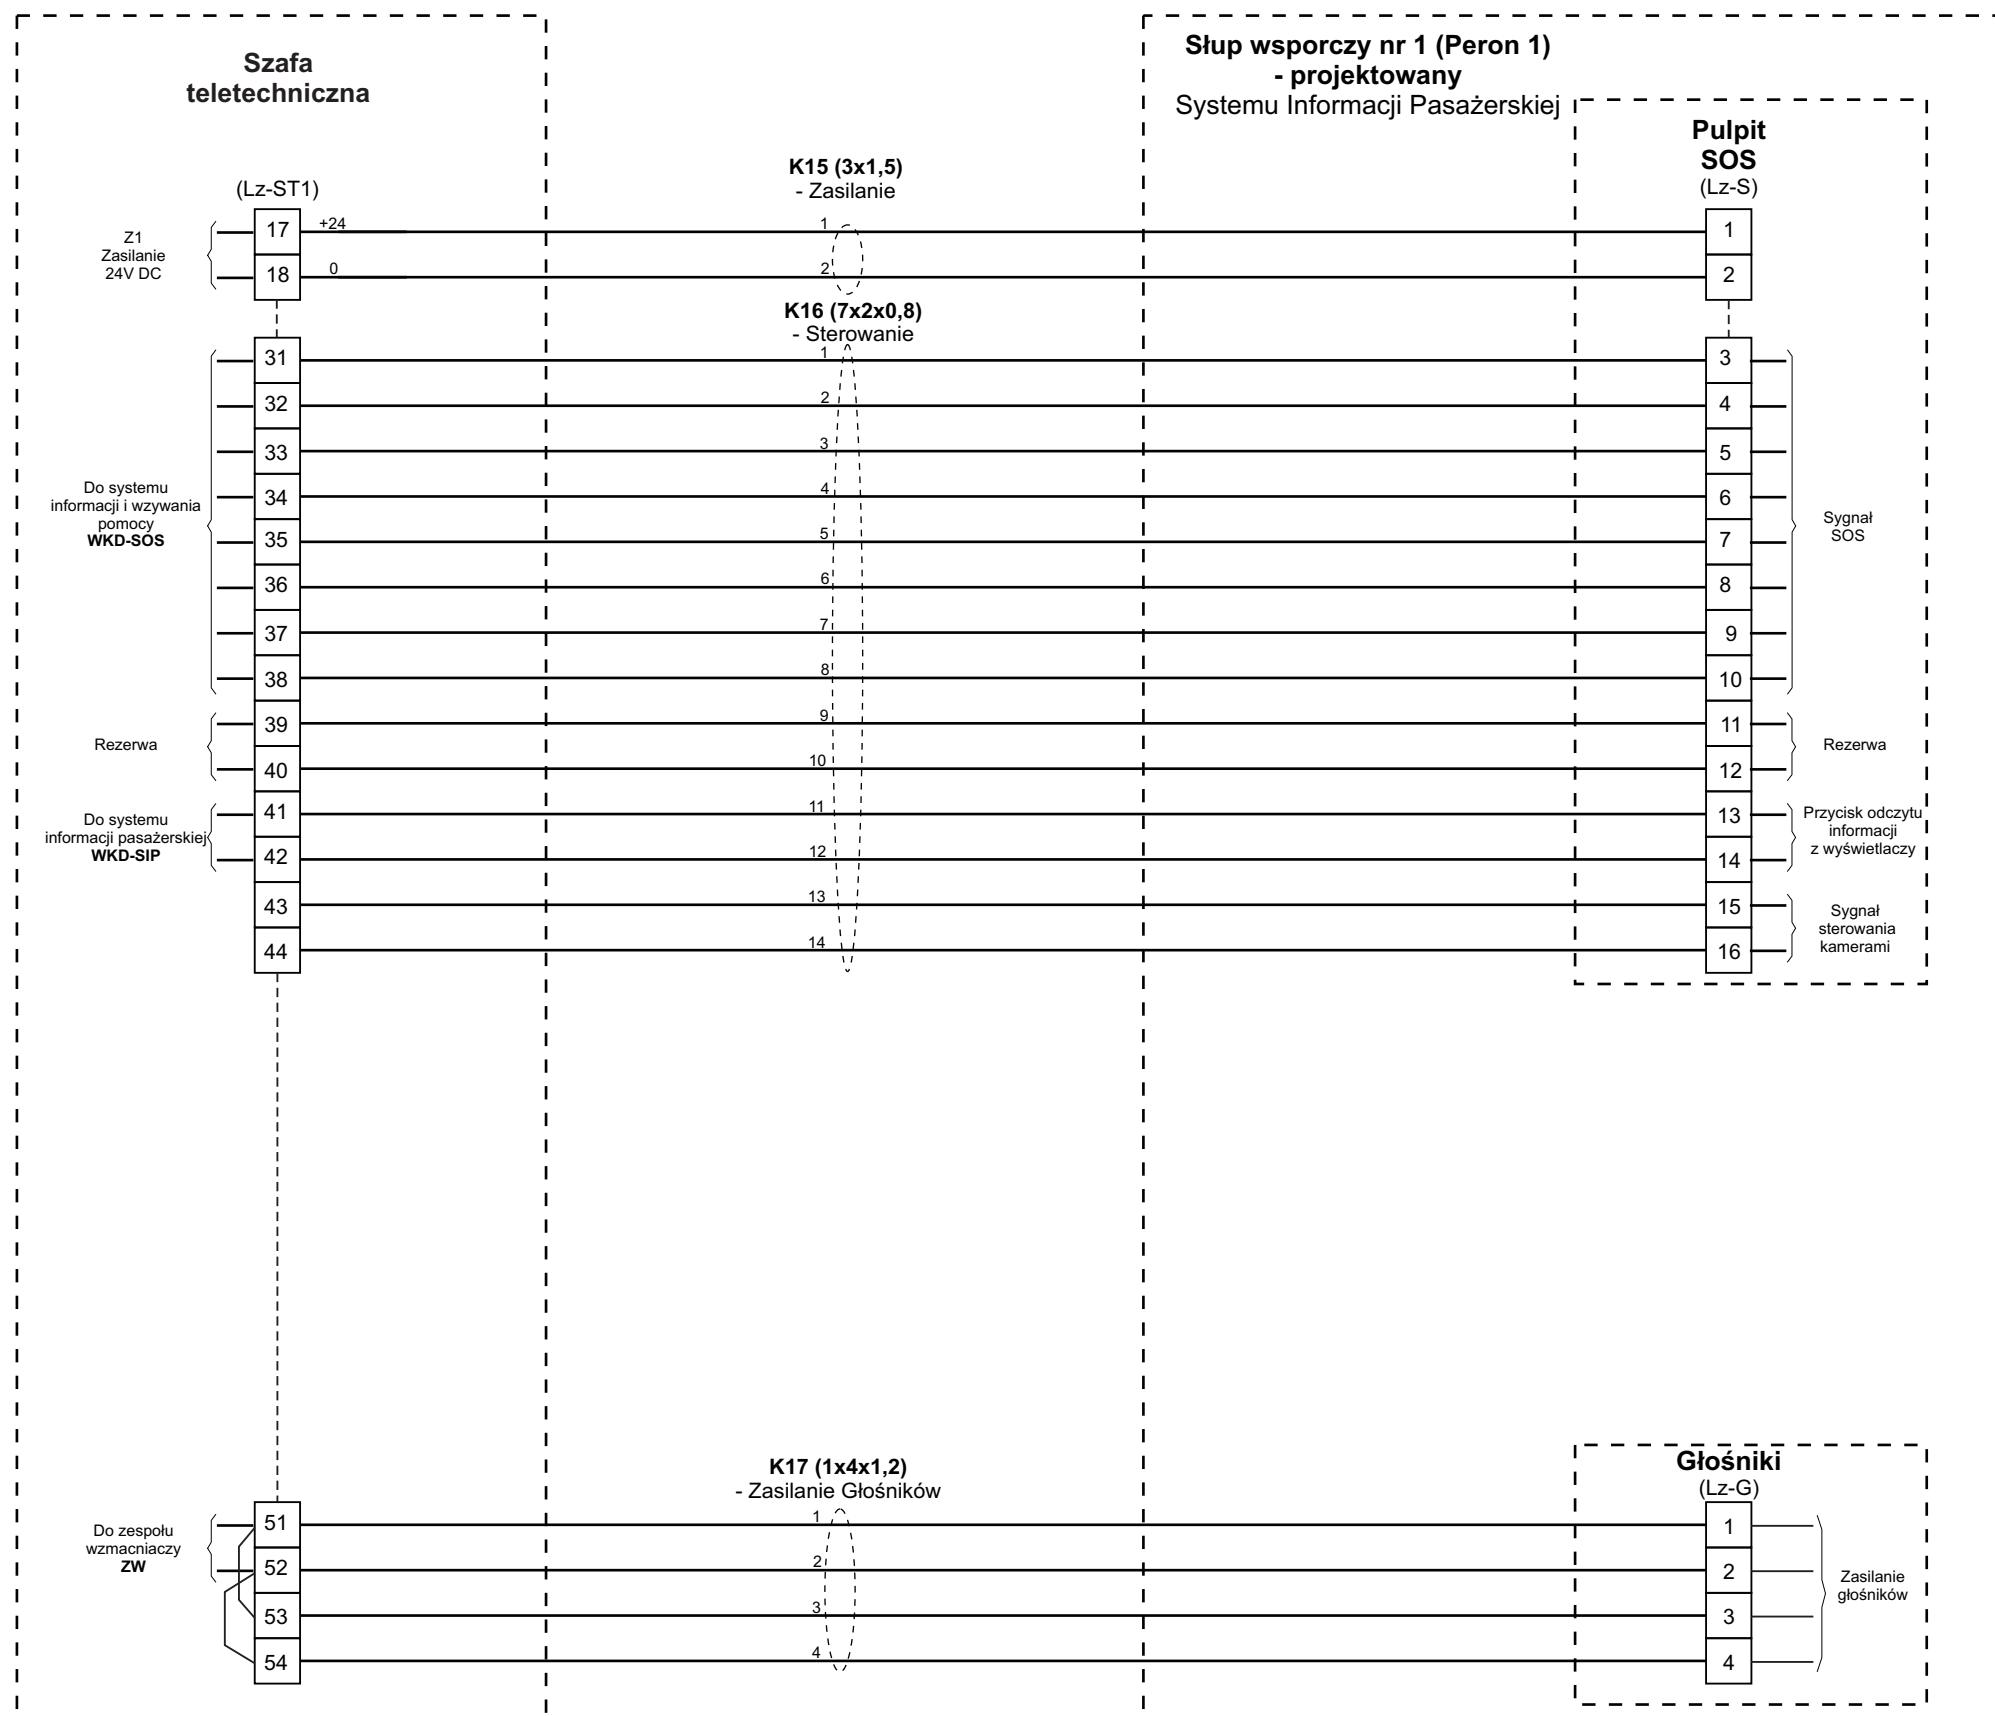 Szafa
teletechniczna
Słup wsporczy nr 1 (Peron 1)
- projektowany
Systemu Informacji Pasażerskiej
Pulpit
SOS
(Lz-S)
(Lz-ST1)
K15 (3x1,5)
- Zasilanie
Z1
Zasilanie
24V DC
17 +24 1 1
18 0 2 2
K16 (7x2x0,8)
- Sterowanie
31 1 3
32 2 4
33 3 5
34 4 6
35 5 7
36 6 8
37 7 9
38 8 10
Do systemu
informacji i wzywania
pomocy
WKD-SOS
Sygnał
SOS
39 9 11
40 10 12
Rezerwa
Rezerwa
41 11 13
42 12 14
Do systemu
informacji pasażerskiej
WKD-SIP
Przycisk odczytu
informacji
z wyświetlaczy
43 13 15
44 14 16
Sygnał
sterowania
kamerami
K17 (1x4x1,2)
- Zasilanie Głośników
Głośniki
(Lz-G)
51 1 1
52 2 2
53 3 3
54 4 4
Do zespołu
wzmacniaczy
ZW
Zasilanie
głośników